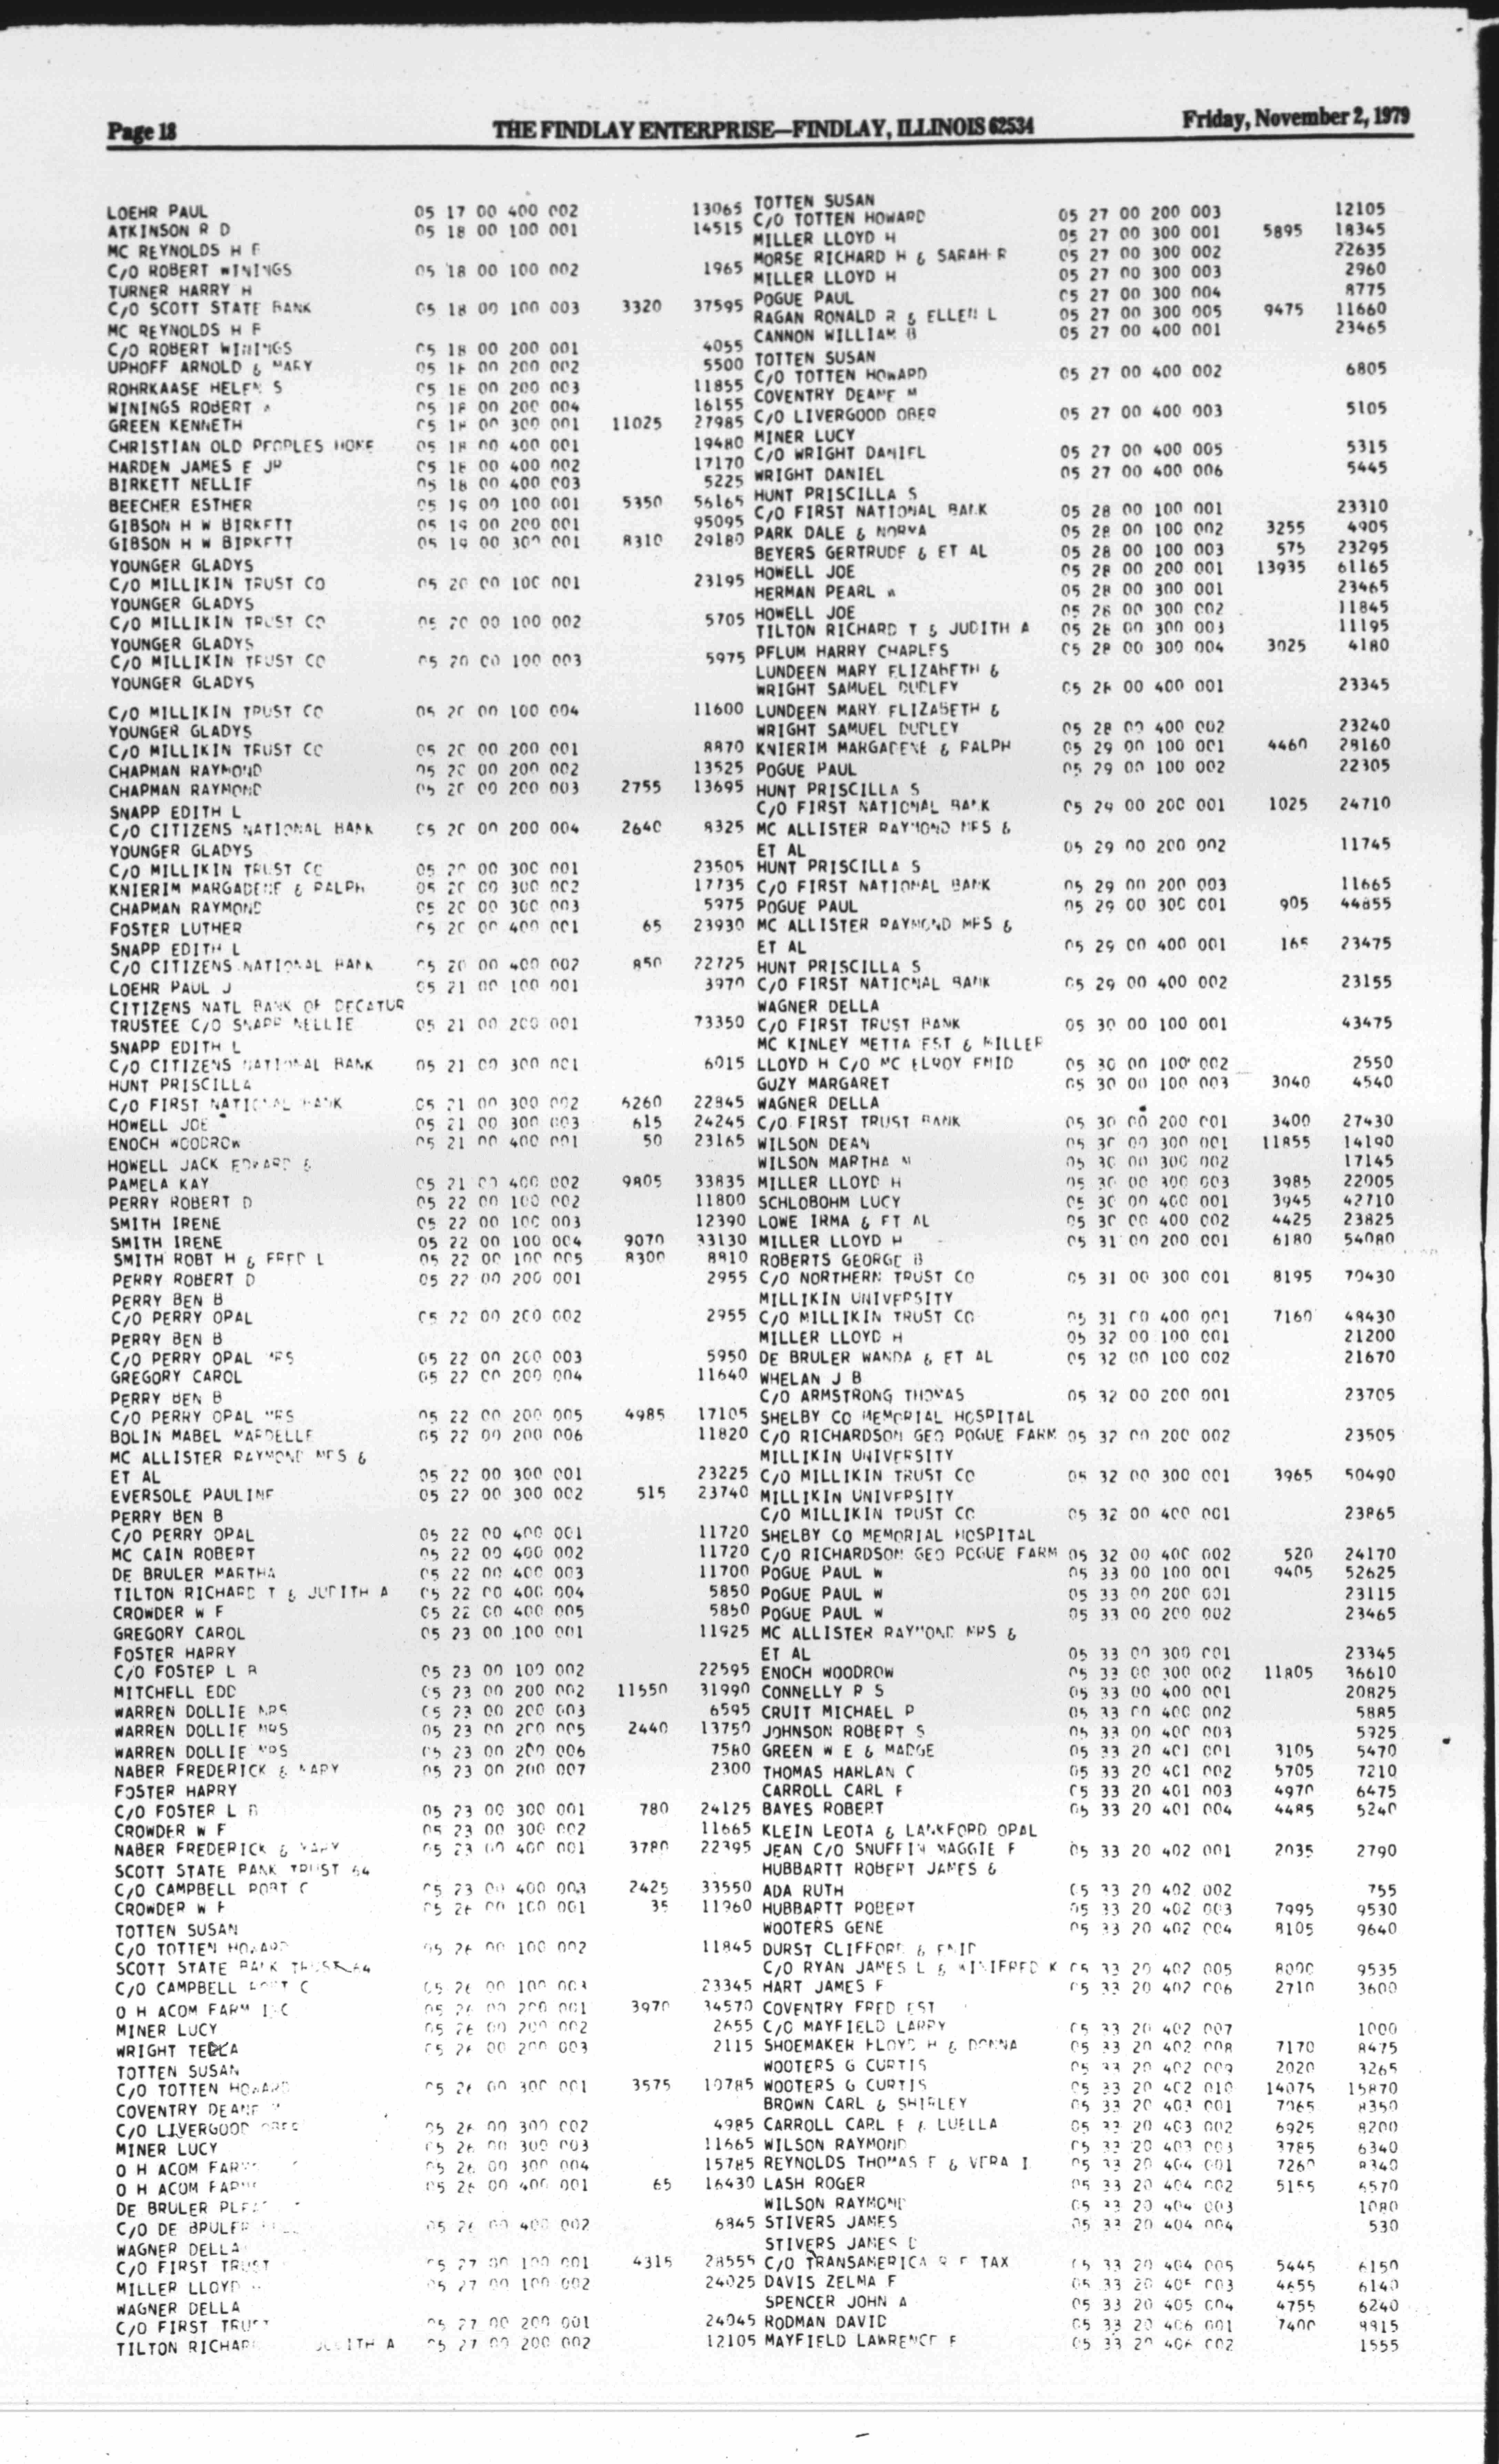 Page 18
THE FINDLAY ENTERPRISE—FINDLAY, ILLINOIS 62534
Friday, November 2, 1979
LOEHR PAUL 05 17 00 400 002 13065
ATKINSON R D 05 18 00 100 001 14515
MC REYNOLDS H F
C/O ROBERT WININGS 05 18 00 100 002 1965
TURNER HARRY H
C/O SCOTT STATE BANK 05 18 00 100 003 3320 37595
MC REYNOLDS H F
C/O ROBERT WININGS 05 18 00 200 001 4055
UPHOFF ARNOLD & MARY 05 18 00 200 002 5500
ROHRKAASE HELEN S 05 18 00 200 003 11855
WININGS ROBERT 05 18 00 200 004 16155
GREEN KENNETH 05 18 00 300 001 11025 27985
CHRISTIAN OLD PEOPLES HOME 05 18 00 400 001 19480
HARDEN JAMES E JR 05 18 00 400 002 17170
BIRKETT NELLIE 05 18 00 400 003 5225
BEECHER ESTHER 05 19 00 100 001 5350 56165
GIBSON H W BIRKETT 05 19 00 200 001 95095
GIBSON H W BIRKETT 05 19 00 300 001 8310 29180
YOUNGER GLADYS
C/O MILLIKIN TRUST CO 05 20 00 100 001 23195
YOUNGER GLADYS
C/O MILLIKIN TRUST CO 05 20 00 100 002 5705
YOUNGER GLADYS
C/O MILLIKIN TRUST CO 05 20 00 100 003 5975
YOUNGER GLADYS
C/O MILLIKIN TRUST CO 05 20 00 100 004 11600
YOUNGER GLADYS
C/O MILLIKIN TRUST CO 05 20 00 200 001 8870
CHAPMAN RAYMOND 05 20 00 200 002 13525
CHAPMAN RAYMOND 05 20 00 200 003 2755 13695
SNAPP EDITH L
C/O CITIZENS NATIONAL BANK 05 20 00 200 004 2640 8325
YOUNGER GLADYS
C/O MILLIKIN TRUST CO 05 20 00 300 001 23505
KNIERIM MARGADENE & RALPH 05 20 00 300 002 17735
CHAPMAN RAYMOND 05 20 00 300 003 5975
FOSTER LUTHER 05 20 00 400 001 65 23930
SNAPP EDITH L
C/O CITIZENS NATIONAL BANK 05 20 00 400 002 850 22725
LOEHR PAUL J 05 21 00 100 001 3970
CITIZENS NATL BANK OF DECATUR
TRUSTEE C/O SNAPP NELLIE 05 21 00 200 001 73350
SNAPP EDITH L
C/O CITIZENS NATIONAL BANK 05 21 00 300 001 6015
HUNT PRISCILLA
C/O FIRST NATIONAL BANK 05 21 00 300 002 6260 22845
HOWELL JOE 05 21 00 300 003 615 24245
ENOCH WOODROW 05 21 00 400 001 50 23165
HOWELL JACK EDWARD &
PAMELA KAY 05 21 00 400 002 9805 33835
PERRY ROBERT D 05 22 00 100 002 11800
SMITH IRENE 05 22 00 100 003 12390
SMITH IRENE 05 22 00 100 004 9070 33130
SMITH ROBT H & FRED L 05 22 00 100 005 8300 8810
PERRY ROBERT D 05 22 00 200 001 2955
PERRY BEN B
C/O PERRY OPAL 05 22 00 200 002 2955
PERRY BEN B
C/O PERRY OPAL MRS 05 22 00 200 003 5950
GREGORY CAROL 05 22 00 200 004 11640
PERRY BEN B
C/O PERRY OPAL MRS 05 22 00 200 005 4985 17105
BOLIN MABEL MARDELLE 05 22 00 200 006 11820
MC ALLISTER RAYMOND MRS &
ET AL 05 22 00 300 001 23225
EVERSOLE PAULINE 05 22 00 300 002 515 23740
PERRY BEN B
C/O PERRY OPAL 05 22 00 400 001 11720
MC CAIN ROBERT 05 22 00 400 002 11720
DE BRULER MARTHA 05 22 00 400 003 11700
TILTON RICHARD T & JUDITH A 05 22 00 400 004 5850
CROWDER W F 05 22 00 400 005 5850
GREGORY CAROL 05 23 00 100 001 11925
FOSTER HARRY
C/O FOSTER L B 05 23 00 100 002 22595
MITCHELL EDD 05 23 00 200 002 11550 31990
WARREN DOLLIE MRS 05 23 00 200 003 6595
WARREN DOLLIE MRS 05 23 00 200 005 2440 13750
WARREN DOLLIE MRS 05 23 00 200 006 7580
NABER FREDERICK & MARY 05 23 00 200 007 2300
FOSTER HARRY
C/O FOSTER L B 05 23 00 300 001 780 24125
CROWDER W F 05 23 00 300 002 11665
NABER FREDERICK & MARY 05 23 00 400 001 3780 22395
SCOTT STATE BANK TRUST 64
C/O CAMPBELL PORT C 05 23 00 400 003 2425 33550
CROWDER W F 05 26 00 100 001 35 11960
TOTTEN SUSAN
C/O TOTTEN HOWARD 05 26 00 100 002 11845
SCOTT STATE BANK TRUST 64
C/O CAMPBELL C 05 26 00 100 003 23345
O H ACOM FARM INC 05 26 00 200 001 3970 34570
MINER LUCY 05 26 00 200 002 2655
WRIGHT TEDLA 05 26 00 200 003 2115
TOTTEN SUSAN
C/O TOTTEN HOWARD 05 26 00 300 001 3575 10785
COVENTRY DEANE M
C/O LIVERGOOD OBER 05 26 00 300 002 4985
MINER LUCY 05 26 00 300 003 11665
O H ACOM FARM 05 26 00 300 004 15785
O H ACOM FARM 05 26 00 400 001 65 16430
DE BRULER
C/O DE BRULER 05 26 00 400 002 6845
WAGNER DELLA
C/O FIRST TRUST 05 27 00 100 001 4315 28555
MILLER LLOYD 05 27 00 100 002 24025
WAGNER DELLA
C/O FIRST TRUST 05 27 00 200 001 24045
TILTON RICHARD JUDITH A 05 27 00 200 002 12105
TOTTEN SUSAN
C/O TOTTEN HOWARD 05 27 00 200 003 12105
MILLER LLOYD H 05 27 00 300 001 5895 18345
MORSE RICHARD H & SARAH R 05 27 00 300 002 22635
MILLER LLOYD H 05 27 00 300 003 2960
POGUE PAUL 05 27 00 300 004 8775
RAGAN RONALD R & ELLEN L 05 27 00 300 005 9475 11660
CANNON WILLIAM B 05 27 00 400 001 23465
TOTTEN SUSAN
C/O TOTTEN HOWARD 05 27 00 400 002 6805
COVENTRY DEANE M
C/O LIVERGOOD OBER 05 27 00 400 003 5105
MINER LUCY
C/O WRIGHT DANIEL 05 27 00 400 005 5315
WRIGHT DANIEL 05 27 00 400 006 5445
HUNT PRISCILLA S
C/O FIRST NATIONAL BANK 05 28 00 100 001 23310
PARK DALE & NORMA 05 28 00 100 002 3255 4905
BEYERS GERTRUDE & ET AL 05 28 00 100 003 575 23295
HOWELL JOE 05 28 00 200 001 13935 61165
HERMAN PEARL W 05 28 00 300 001 23465
HOWELL JOE 05 28 00 300 002 11845
TILTON RICHARD T & JUDITH A 05 28 00 300 003 11195
PFLUM HARRY CHARLES 05 28 00 300 004 3025 4180
LUNDEEN MARY ELIZABETH &
WRIGHT SAMUEL DUDLEY 05 28 00 400 001 23345
LUNDEEN MARY ELIZABETH &
WRIGHT SAMUEL DUDLEY 05 28 00 400 002 23240
KNIERIM MARGADENE & RALPH 05 29 00 100 001 4460 28160
POGUE PAUL 05 29 00 100 002 22305
HUNT PRISCILLA S
C/O FIRST NATIONAL BANK 05 29 00 200 001 1025 24710
MC ALLISTER RAYMOND MRS &
ET AL 05 29 00 200 002 11745
HUNT PRISCILLA S
C/O FIRST NATIONAL BANK 05 29 00 200 003 11665
POGUE PAUL 05 29 00 300 001 905 44855
MC ALLISTER RAYMOND MRS &
ET AL 05 29 00 400 001 165 23475
HUNT PRISCILLA S
C/O FIRST NATIONAL BANK 05 29 00 400 002 23155
WAGNER DELLA
C/O FIRST TRUST BANK 05 30 00 100 001 43475
MC KINLEY METTA EST & MILLER
LLOYD H C/O MC ELROY ENID 05 30 00 100 002 2550
GUZY MARGARET 05 30 00 100 003 3040 4540
WAGNER DELLA
C/O FIRST TRUST BANK 05 30 00 200 001 3400 27430
WILSON DEAN 05 30 00 300 001 11855 14190
WILSON MARTHA M 05 30 00 300 002 17145
MILLER LLOYD H 05 30 00 300 003 3985 22005
SCHLOBOHM LUCY 05 30 00 400 001 3945 42710
LOWE IRMA & ET AL 05 30 00 400 002 4425 23825
MILLER LLOYD H 05 31 00 200 001 6180 54080
ROBERTS GEORGE B
C/O NORTHERN TRUST CO 05 31 00 300 001 8195 70430
MILLIKIN UNIVERSITY
C/O MILLIKIN TRUST CO 05 31 00 400 001 7160 48430
MILLER LLOYD H 05 32 00 100 001 21200
DE BRULER WANDA & ET AL 05 32 00 100 002 21670
WHELAN J B
C/O ARMSTRONG THOMAS 05 32 00 200 001 23705
SHELBY CO MEMORIAL HOSPITAL
C/O RICHARDSON GEO POGUE FARM 05 32 00 200 002 23505
MILLIKIN UNIVERSITY
C/O MILLIKIN TRUST CO 05 32 00 300 001 3965 50490
MILLIKIN UNIVERSITY
C/O MILLIKIN TRUST CO 05 32 00 400 001 23865
SHELBY CO MEMORIAL HOSPITAL
C/O RICHARDSON GEO POGUE FARM 05 32 00 400 002 520 24170
POGUE PAUL W 05 33 00 100 001 9405 52625
POGUE PAUL W 05 33 00 200 001 23115
POGUE PAUL W 05 33 00 200 002 23465
MC ALLISTER RAYMOND MRS &
ET AL 05 33 00 300 001 23345
ENOCH WOODROW 05 33 00 300 002 11805 36610
CONNELLY R S 05 33 00 400 001 20825
CRUIT MICHAEL P 05 33 00 400 002 5885
JOHNSON ROBERT S 05 33 00 400 003 5925
GREEN W E & MADGE 05 33 20 401 001 3105 5470
THOMAS HARLAN C 05 33 20 401 002 5705 7210
CARROLL CARL F 05 33 20 401 003 4970 6475
BAYES ROBERT 05 33 20 401 004 4485 5240
KLEIN LEOTA & LANKFORD OPAL
JEAN C/O SNUFFIN MAGGIE F 05 33 20 402 001 2035 2790
HUBBARTT ROBERT JAMES &
ADA RUTH 05 33 20 402 002 755
HUBBARTT ROBERT 05 33 20 402 003 7995 9530
WOOTERS GENE 05 33 20 402 004 8105 9640
DURST CLIFFORD & ENID
C/O RYAN JAMES L & WINIFRED K 05 33 20 402 005 8000 9535
HART JAMES F 05 33 20 402 006 2710 3600
COVENTRY FRED EST
C/O MAYFIELD LARRY 05 33 20 402 007 1000
SHOEMAKER FLOYD H & DONNA 05 33 20 402 008 7170 8475
WOOTERS G CURTIS 05 33 20 402 009 2020 3265
WOOTERS G CURTIS 05 33 20 402 010 14075 15870
BROWN CARL & SHIRLEY 05 33 20 403 001 7065 8350
CARROLL CARL F & LUELLA 05 33 20 403 002 6925 8200
WILSON RAYMOND 05 33 20 403 003 3785 6340
REYNOLDS THOMAS F & VERA I 05 33 20 404 001 7260 8340
LASH ROGER 05 33 20 404 002 5155 6570
WILSON RAYMOND 05 33 20 404 003 1080
STIVERS JAMES 05 33 20 404 004 530
STIVERS JAMES D
C/O TRANSAMERICA R E TAX 05 33 20 404 005 5445 6150
DAVIS ZELMA F 05 33 20 405 003 4655 6140
SPENCER JOHN A 05 33 20 405 004 4755 6240
RODMAN DAVID 05 33 20 406 001 7400 9915
MAYFIELD LAWRENCE F 05 33 20 406 002 1555